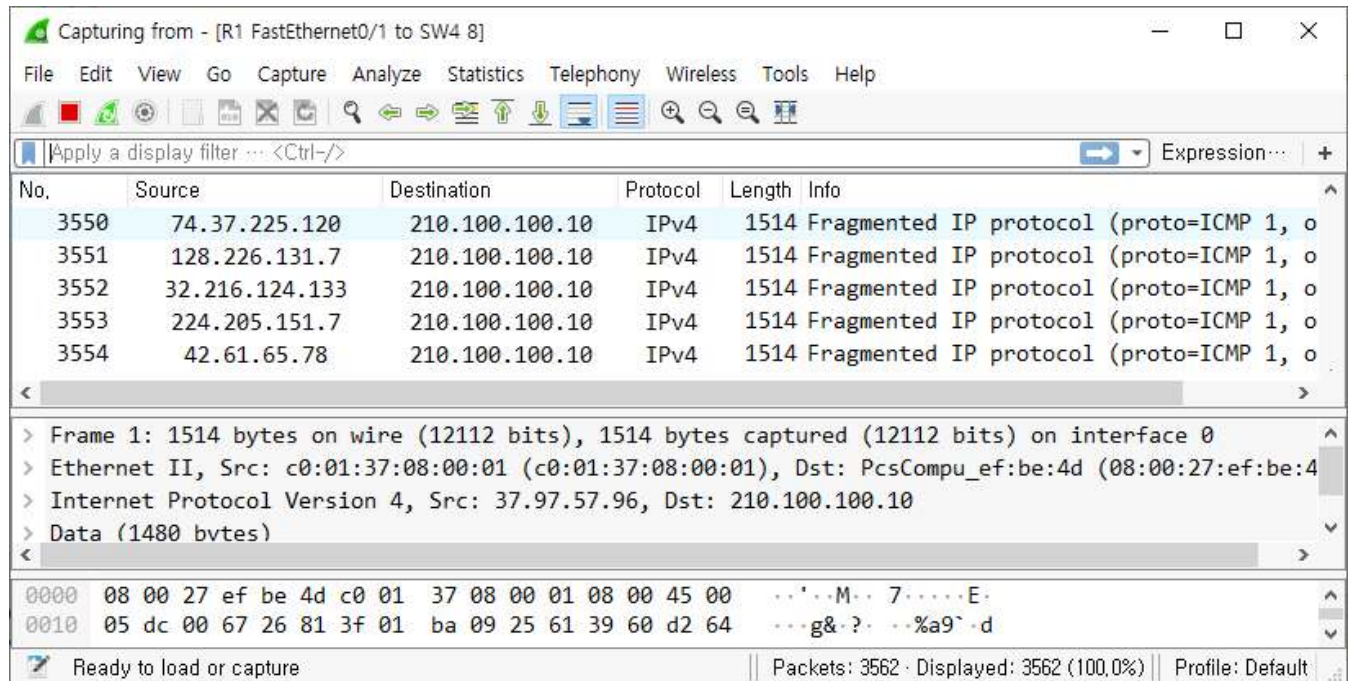 Capturing from - [R1 FastEthernet0/1 to SW4 8]
File Edit View Go Capture Analyze Statistics Telephony Wireless Tools Help
Apply a display filter ··· <Ctrl-/> Expression··· +
No. Source Destination Protocol Length Info
3550 74.37.225.120 210.100.100.10 IPv4 1514 Fragmented IP protocol (proto=ICMP 1, o
3551 128.226.131.7 210.100.100.10 IPv4 1514 Fragmented IP protocol (proto=ICMP 1, o
3552 32.216.124.133 210.100.100.10 IPv4 1514 Fragmented IP protocol (proto=ICMP 1, o
3553 224.205.151.7 210.100.100.10 IPv4 1514 Fragmented IP protocol (proto=ICMP 1, o
3554 42.61.65.78 210.100.100.10 IPv4 1514 Fragmented IP protocol (proto=ICMP 1, o
> Frame 1: 1514 bytes on wire (12112 bits), 1514 bytes captured (12112 bits) on interface 0
> Ethernet II, Src: c0:01:37:08:00:01 (c0:01:37:08:00:01), Dst: PcsCompu_ef:be:4d (08:00:27:ef:be:4
> Internet Protocol Version 4, Src: 37.97.57.96, Dst: 210.100.100.10
> Data (1480 bytes)
0000 08 00 27 ef be 4d c0 01 37 08 00 01 08 00 45 00 ··'··M·· 7·····E·
0010 05 dc 00 67 26 81 3f 01 ba 09 25 61 39 60 d2 64 ···g&·?· ··%a9`·d
Ready to load or capture Packets: 3562 · Displayed: 3562 (100,0%) Profile: Default